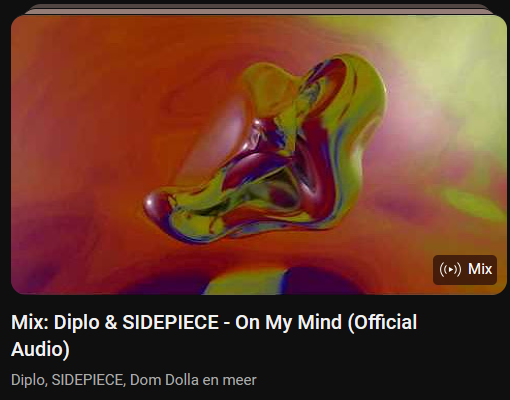 Mix
Mix: Diplo & SIDEPIECE - On My Mind (Official
Audio)
Diplo, SIDEPIECE, Dom Dolla en meer